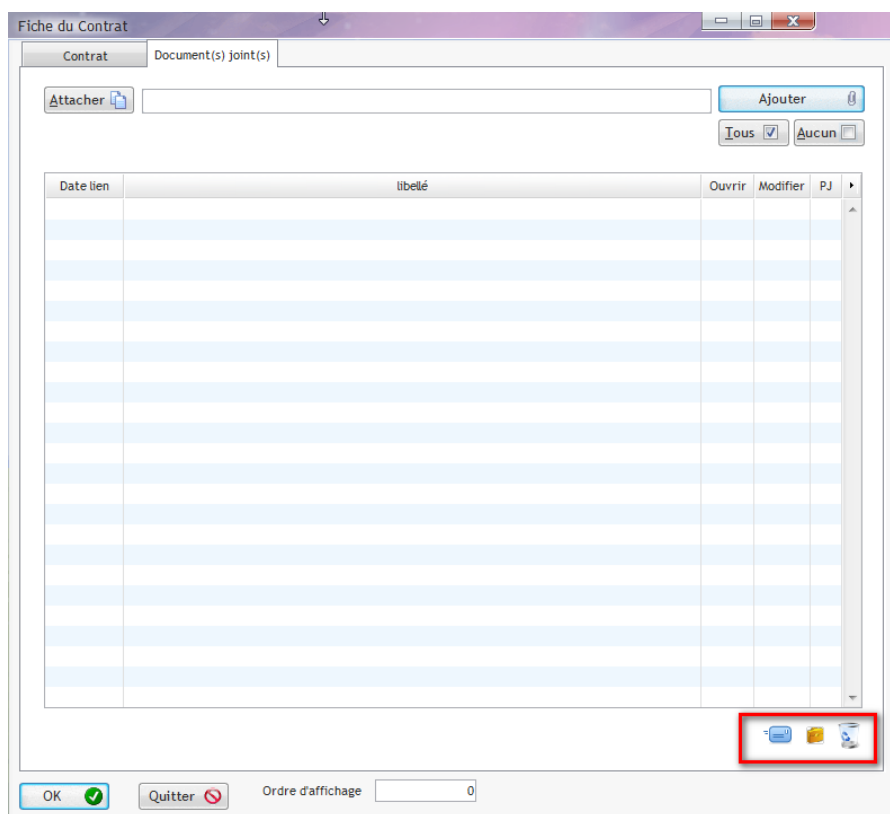 Fiche du Contrat
Contrat Document(s) joint(s)
Attacher Ajouter
Tous Aucun
Date lien libellé Ouvrir Modifier PJ
OK Quitter Ordre d'affichage 0